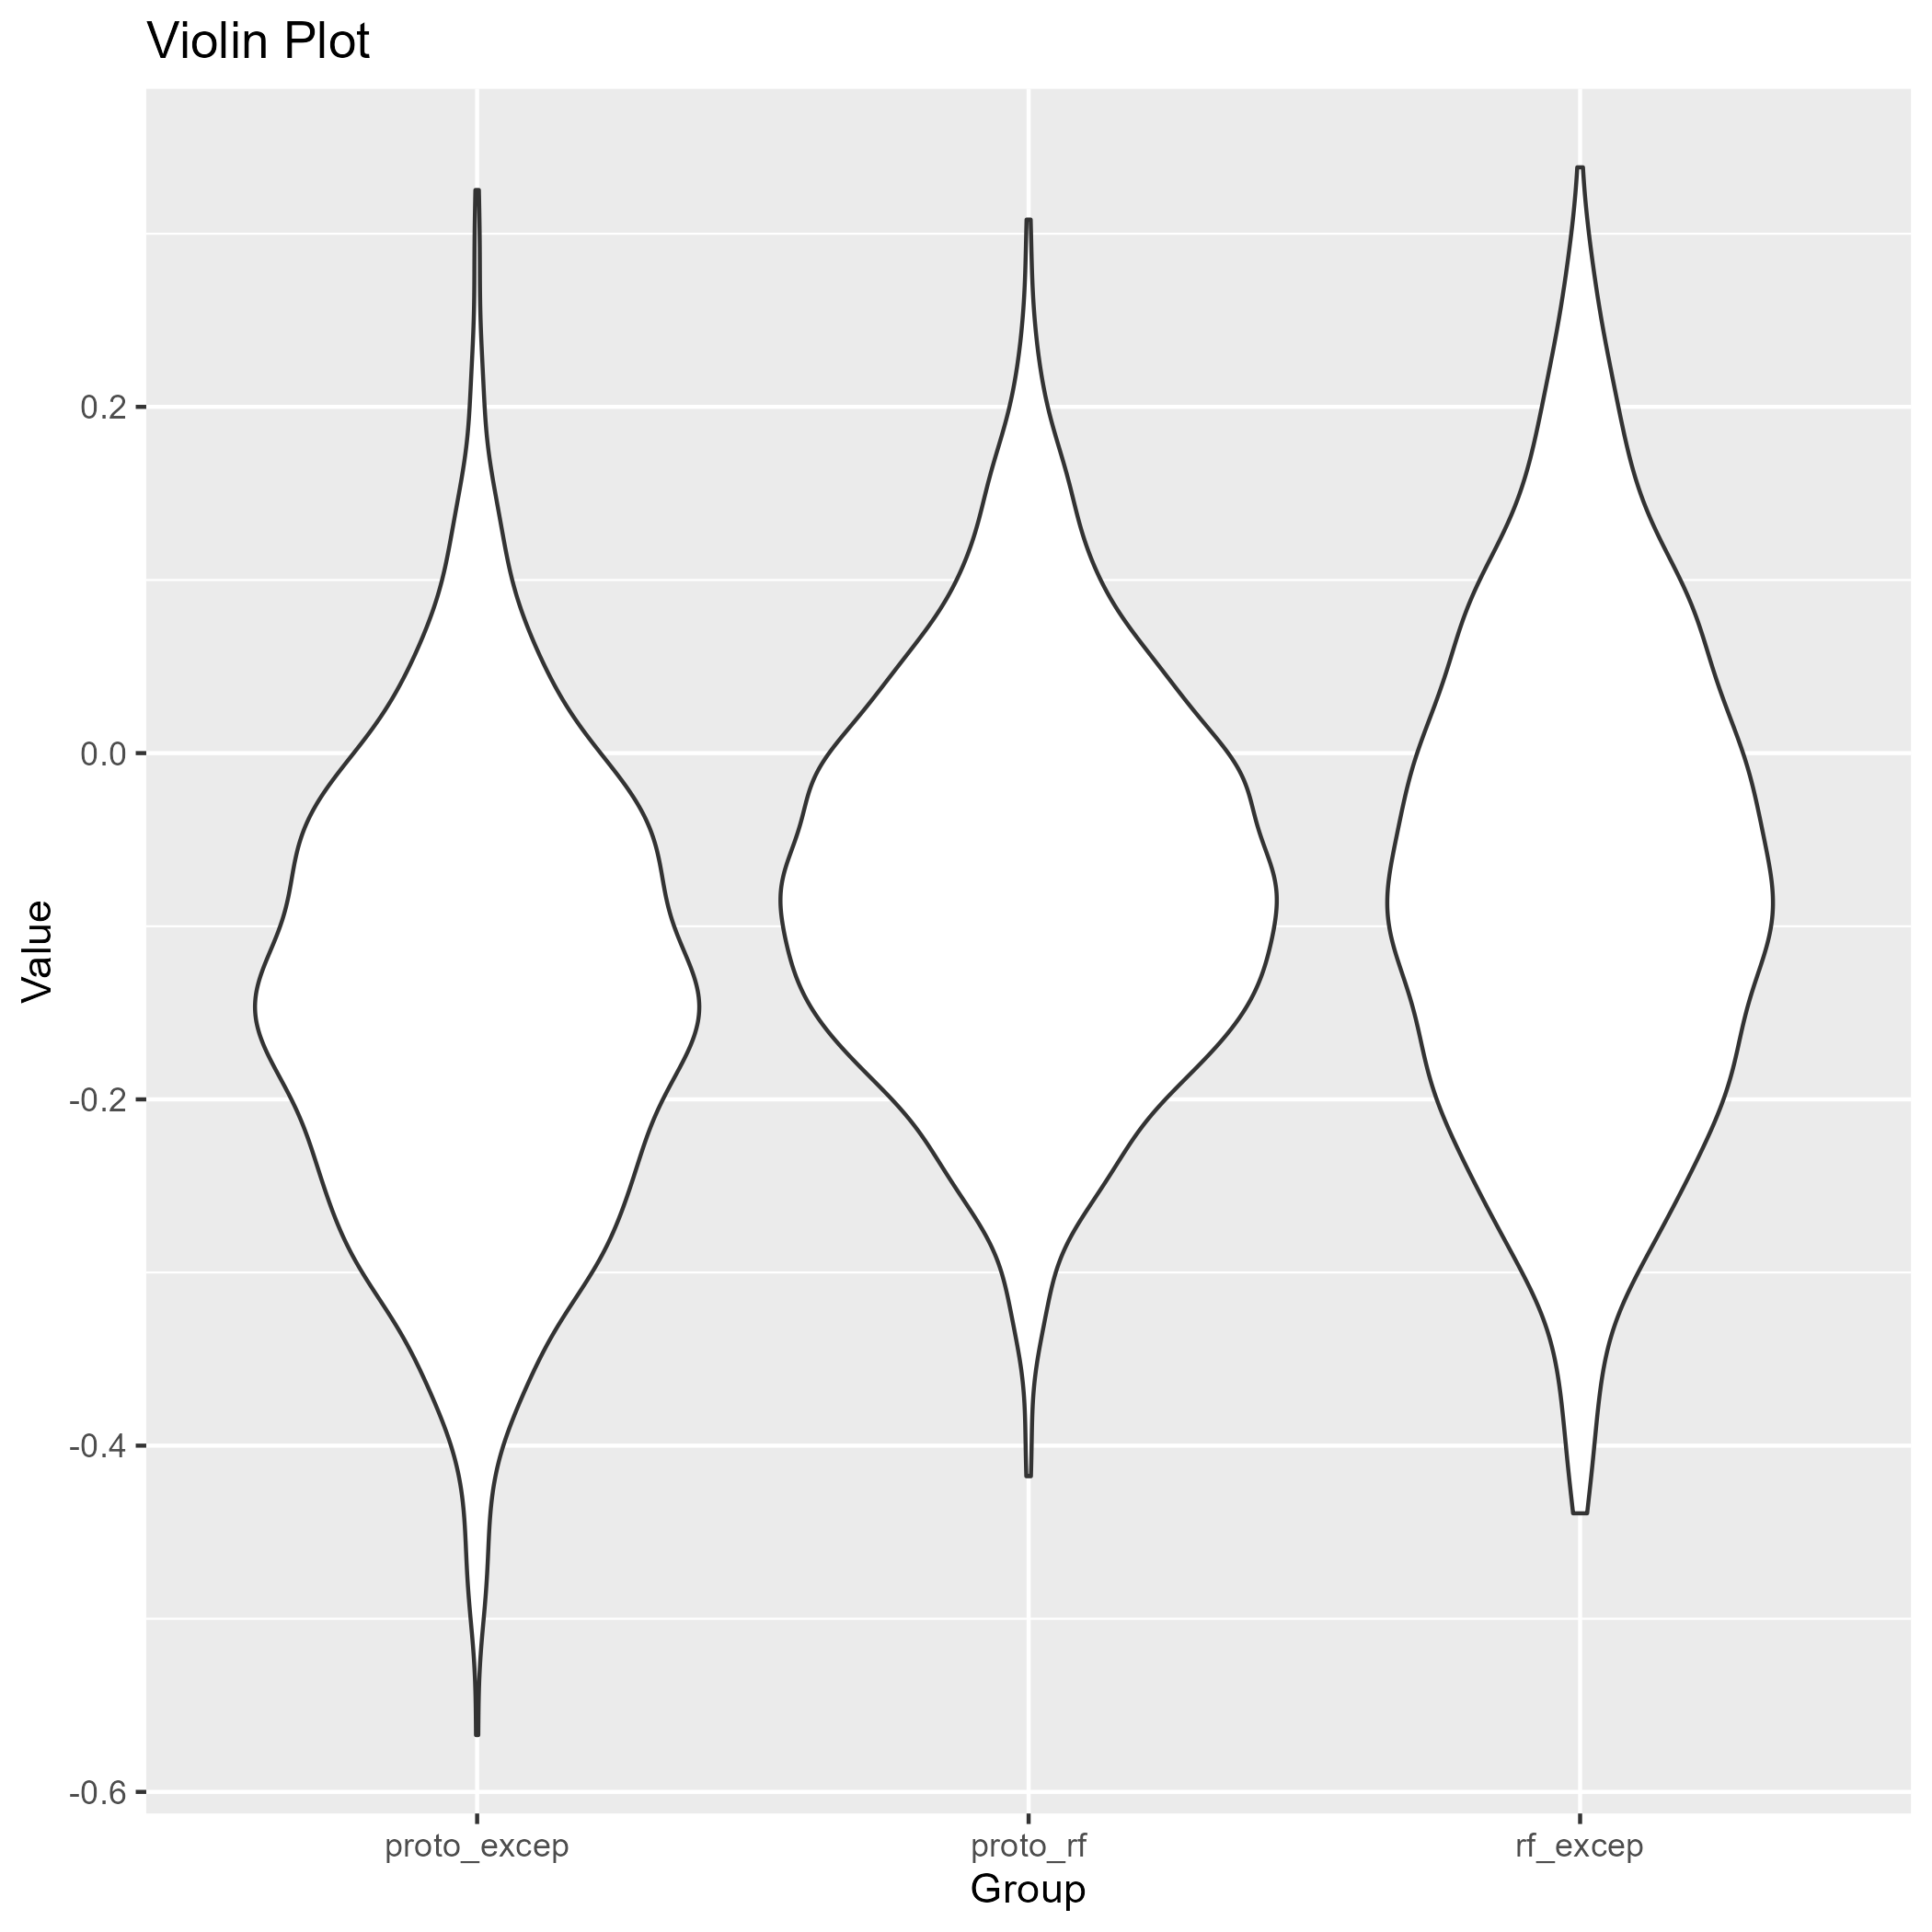 Violin Plot
Value
0.2
0.0
-0.2
-0.4
-0.6
proto_excep proto_rf rf_excep
Group